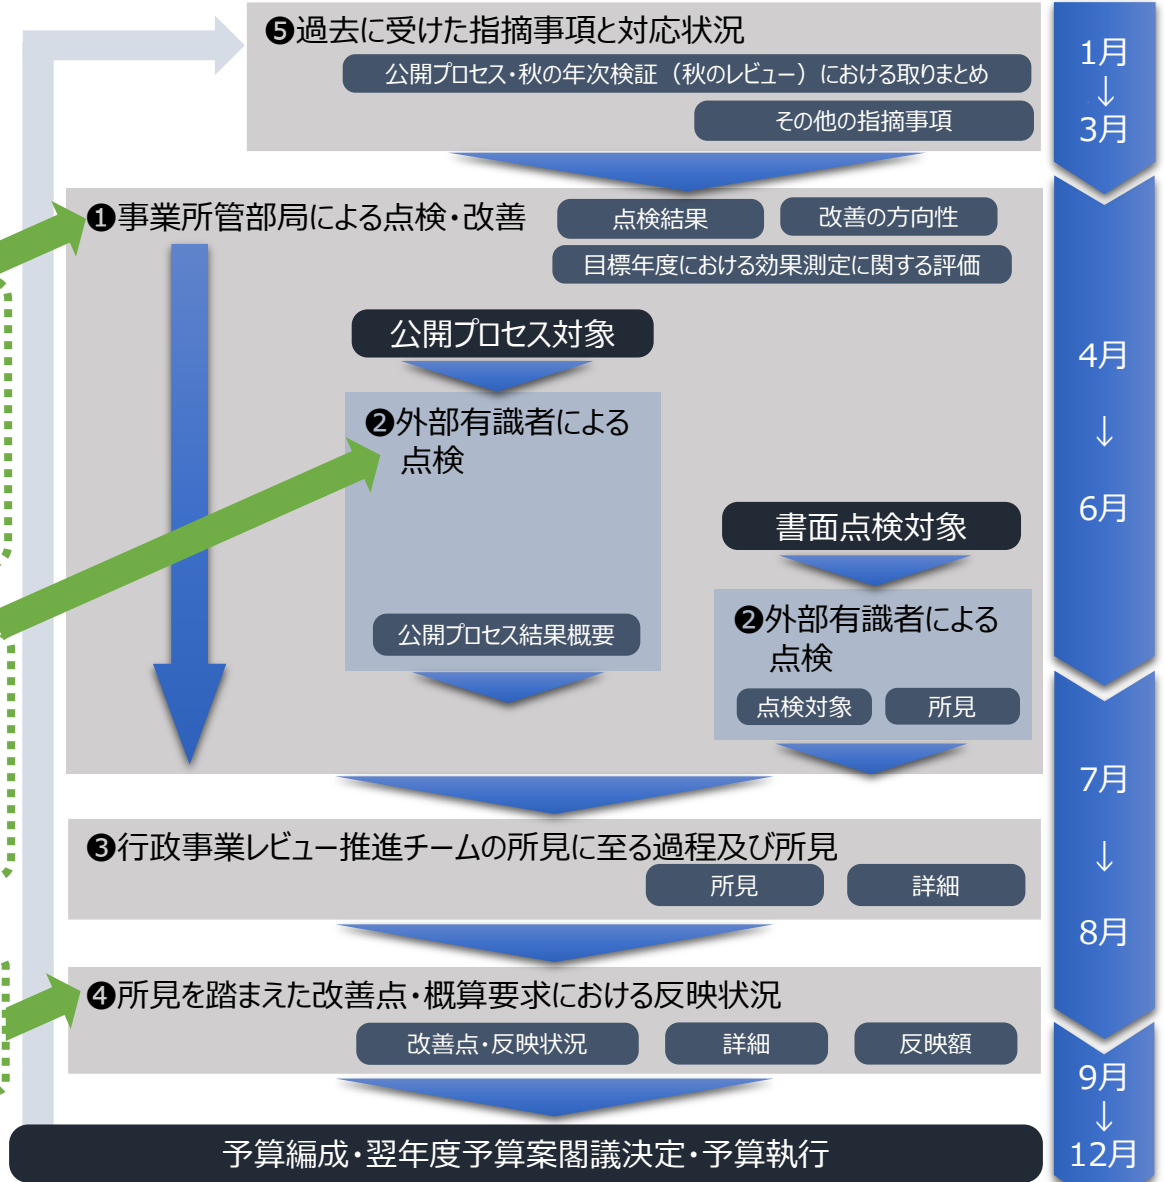 ❺過去に受けた指摘事項と対応状況
公開プロセス・秋の年次検証（秋のレビュー）における取りまとめ
その他の指摘事項
1月
↓
3月
❶事業所管部局による点検・改善
点検結果
改善の方向性
目標年度における効果測定に関する評価
公開プロセス対象
❷外部有識者による
点検
公開プロセス結果概要
書面点検対象
❷外部有識者による
点検
点検対象
所見
4月
↓
6月
❸行政事業レビュー推進チームの所見に至る過程及び所見
所見
詳細
7月
↓
8月
❹所見を踏まえた改善点・概算要求における反映状況
改善点・反映状況
詳細
反映額
予算編成・翌年度予算案閣議決定・予算執行
9月
↓
12月